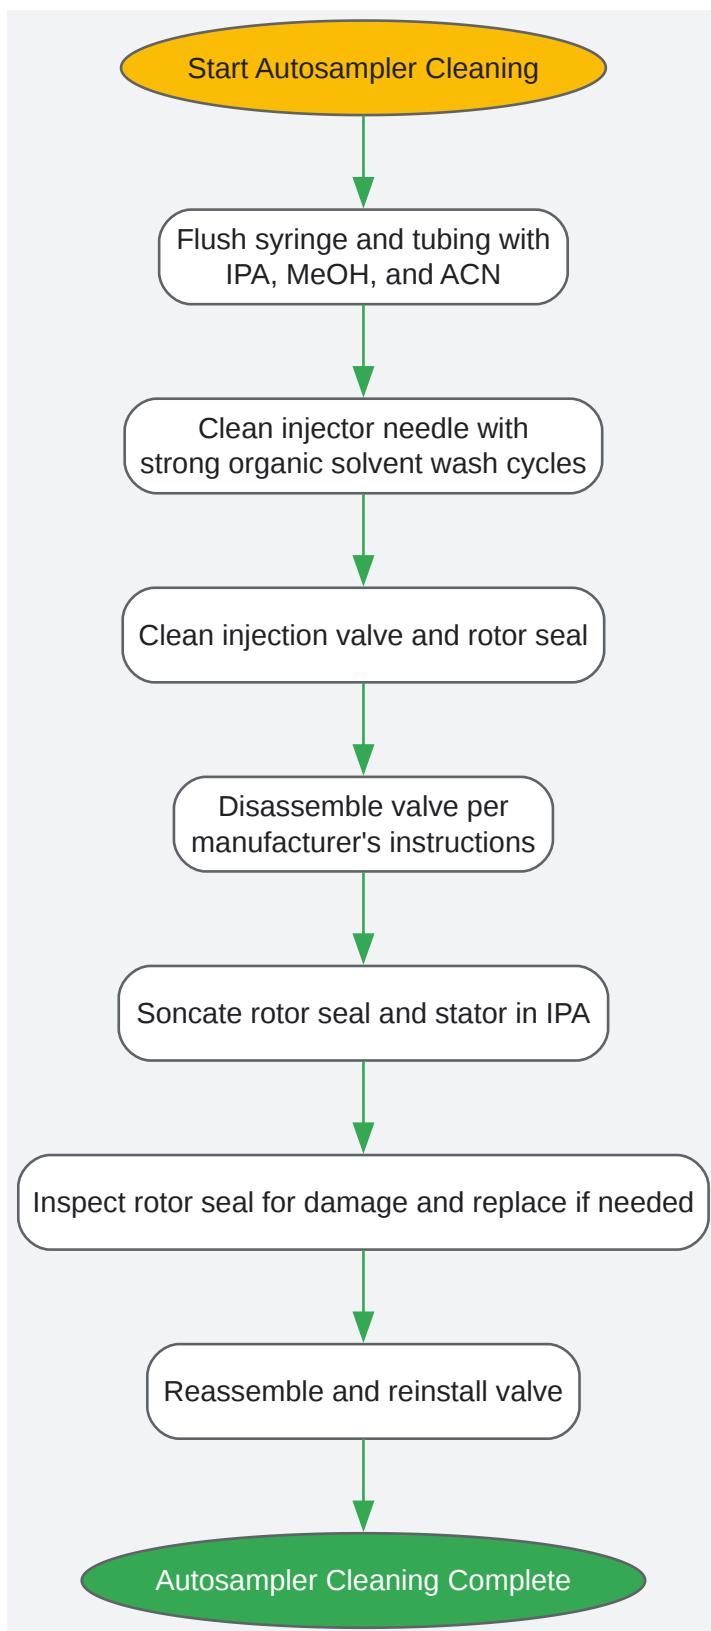 Start Autosampler Cleaning
Flush syringe and tubing with
IPA, MeOH, and ACN
Clean injector needle with
strong organic solvent wash cycles
Clean injection valve and rotor seal
Disassemble valve per
manufacturer's instructions
Soncate rotor seal and stator in IPA
Inspect rotor seal for damage and replace if needed
Reassemble and reinstall valve
Autosampler Cleaning Complete